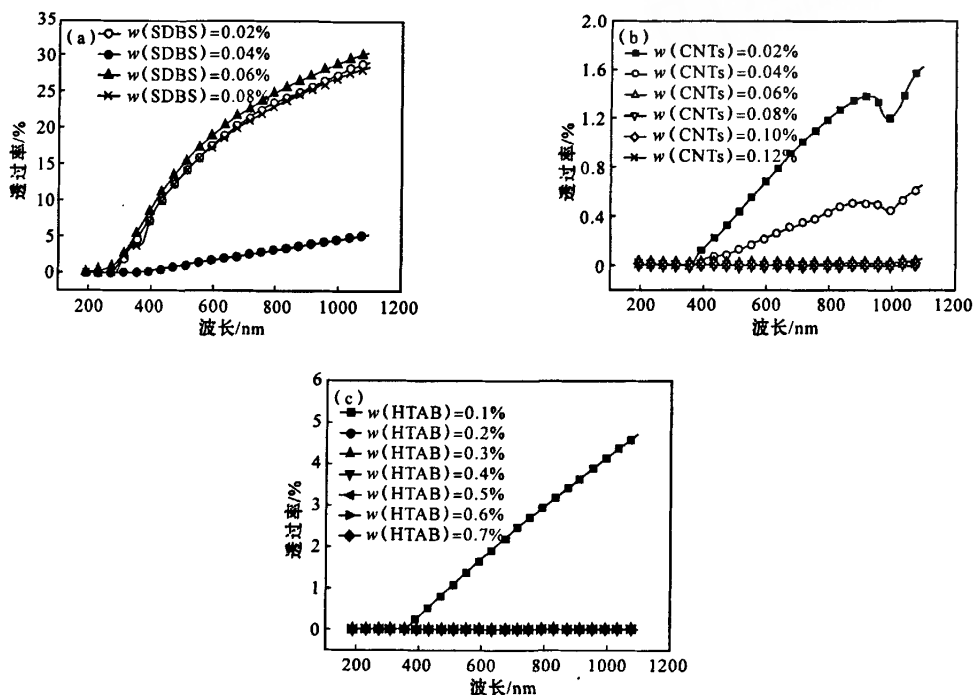 (a)
w(SDBS)=0.02%
w(SDBS)=0.04%
w(SDBS)=0.06%
w(SDBS)=0.08%
35
30
25
20
15
10
5
0
透过率/%
200 400 600 800 1000 1200
波长/nm
(b)
w(CNTs)=0.02%
w(CNTs)=0.04%
w(CNTs)=0.06%
w(CNTs)=0.08%
w(CNTs)=0.10%
w(CNTs)=0.12%
2.0
1.6
1.2
0.8
0.4
0
透过率/%
200 400 600 800 1000 1200
波长/nm
(c)
w(HTAB)=0.1%
w(HTAB)=0.2%
w(HTAB)=0.3%
w(HTAB)=0.4%
w(HTAB)=0.5%
w(HTAB)=0.6%
w(HTAB)=0.7%
6
5
4
3
2
1
0
透过率/%
200 400 600 800 1000 1200
波长/nm